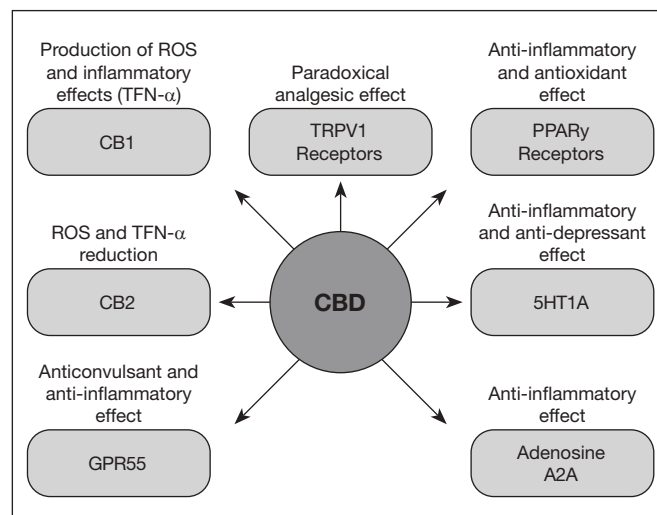 Production of ROS
and inflammatory
effects (TFN-α)
CB1
Paradoxical
analgesic effect
TRPV1
Receptors
Anti-inflammatory
and antioxidant
effect
PPARy
Receptors
ROS and TFN-α
reduction
CB2
CBD
Anti-inflammatory
and anti-depressant
effect
5HT1A
Anticonvulsant and
anti-inflammatory
effect
GPR55
Anti-inflammatory
effect
Adenosine
A2A